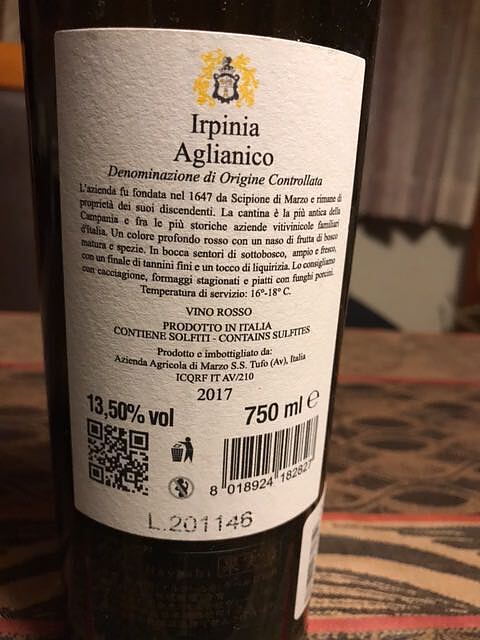 Irpinia
Aglianico
Denominazione di Origine Controllata
L'azienda fu fondata nel 1647 da Scipione di Marzo e rimane di
proprietà dei suoi discendenti. La cantina è la più antica della
Campania e fra le più storiche aziende vitivinicole familiari
d'Italia. Un colore profondo rosso con un naso di frutta di bosco
matura e spezie. In bocca sentori di sottobosco, ampio e fresco,
con un finale di tannini fini e un tocco di liquirizia. Lo consigliamo
con cacciagione, formaggi stagionati e piatti con funghi porcini.
Temperatura di servizio: 16º-18º C.
VINO ROSSO
PRODOTTO IN ITALIA
CONTIENE SOLFITI - CONTAINS SULFITES
Prodotto e imbottigliato da:
Azienda Agricola di Marzo S.S. Tufo (Av), Italia
ICQRF IT AV/210
2017
13,50% vol
750 ml ℮
8 018924 182827
L.201146